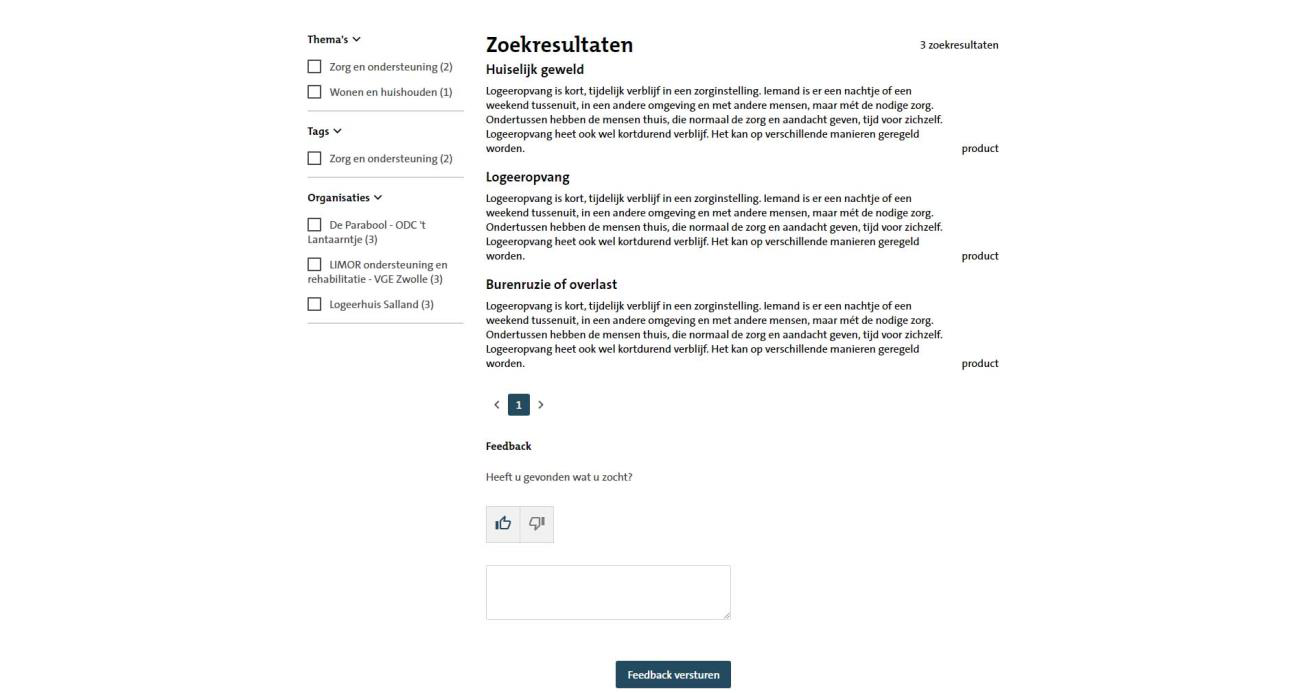 Thema's
Zorg en ondersteuning (2)
Wonen en huishouden (1)
Tags
Zorg en ondersteuning (2)
Organisaties
De Parabool - ODC 't
Lantaarntje (3)
LIMOR ondersteuning en
rehabilitatie - VGE Zwolle (3)
Logeerhuis Salland (3)
Zoekresultaten
3 zoekresultaten
Huiselijk geweld
Logeeropvang is kort, tijdelijk verblijf in een zorginstelling. Iemand is er een nachtje of een
weekend tussenuit, in een andere omgeving en met andere mensen, maar mét de nodige zorg.
Ondertussen hebben de mensen thuis, die normaal de zorg en aandacht geven, tijd voor zichzelf.
Logeeropvang heet ook wel kortdurend verblijf. Het kan op verschillende manieren geregeld
worden.
product
Logeeropvang
Logeeropvang is kort, tijdelijk verblijf in een zorginstelling. Iemand is er een nachtje of een
weekend tussenuit, in een andere omgeving en met andere mensen, maar mét de nodige zorg.
Ondertussen hebben de mensen thuis, die normaal de zorg en aandacht geven, tijd voor zichzelf.
Logeeropvang heet ook wel kortdurend verblijf. Het kan op verschillende manieren geregeld
worden.
product
Burenruzie of overlast
Logeeropvang is kort, tijdelijk verblijf in een zorginstelling. Iemand is er een nachtje of een
weekend tussenuit, in een andere omgeving en met andere mensen, maar mét de nodige zorg.
Ondertussen hebben de mensen thuis, die normaal de zorg en aandacht geven, tijd voor zichzelf.
Logeeropvang heet ook wel kortdurend verblijf. Het kan op verschillende manieren geregeld
worden.
product
1
Feedback
Heeft u gevonden wat u zocht?
Feedback versturen